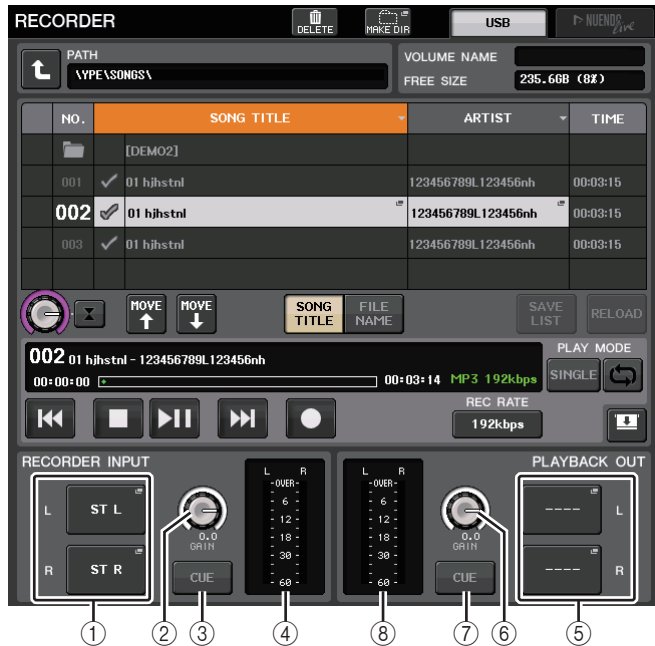 RECORDER DELETE MAKE DIR USB NUENDO Live
PATH VOLUME NAME
\YPE\SONGS\ FREE SIZE 235.6GB (8%)
NO. SONG TITLE ARTIST TIME
[DEMO2]
001 01 hjhstnl 123456789L123456nh 00:03:15
002 01 hjhstnl 123456789L123456nh 00:03:15
003 01 hjhstnl 123456789L123456nh 00:03:15
MOVE MOVE SONG TITLE FILE NAME SAVE LIST RELOAD
002 01 hjhstnl - 123456789L123456nh PLAY MODE
00:00:00 00:03:14 MP3 192kbps SINGLE
REC RATE
192kbps
RECORDER INPUT PLAYBACK OUT
L R L R
-OVER- -OVER-
L ST L 6 6 ---- L
12 12
0.0 18 18 0.0
GAIN 30 30 GAIN
R ST R CUE 60 60 CUE ---- R
① ② ③ ④ ⑧ ⑦ ⑥ ⑤